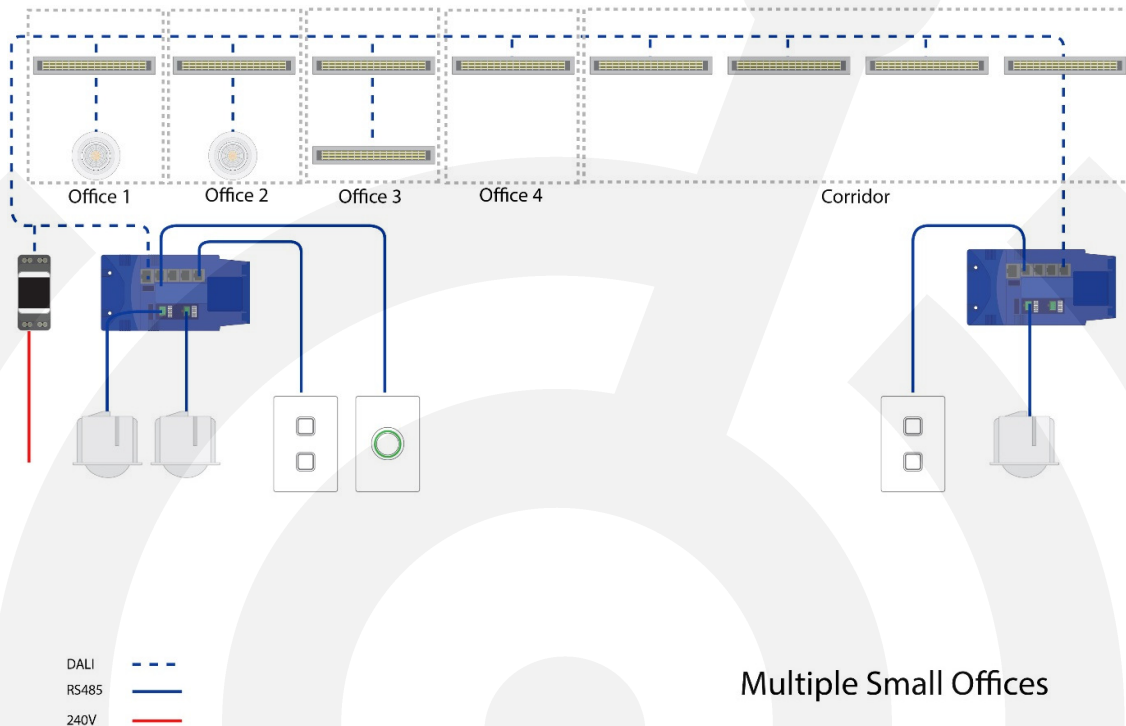 Office 1
Office 2
Office 3
Office 4
Corridor
DALI
RS485
240V
Multiple Small Offices